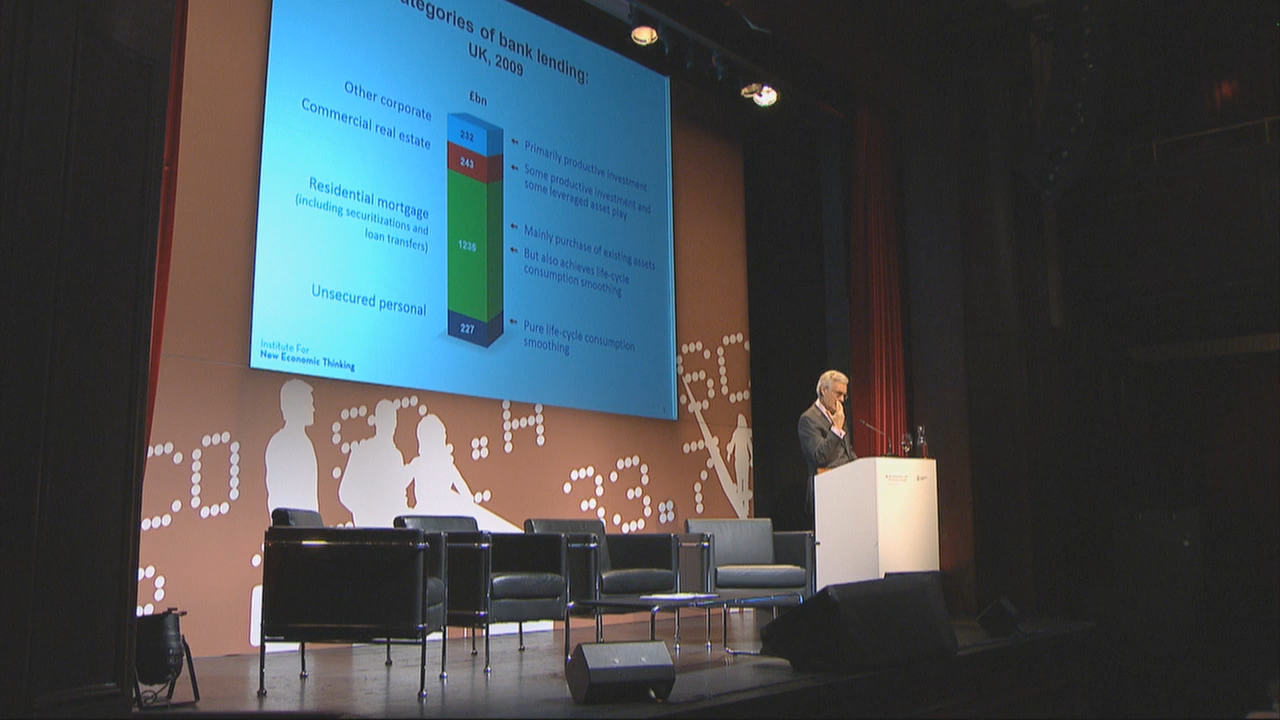 ategories of bank lending:
UK, 2009
£bn
Other corporate
Commercial real estate
Residential mortgage
(including securitizations and
loan transfers)
Unsecured personal
232
243
1235
227
Primarily productive investment
Some productive investment and
some leveraged asset play
Mainly purchase of existing assets
But also achieves life-cycle
consumption smoothing
Pure life-cycle consumption
smoothing
Institute For
New Economic Thinking